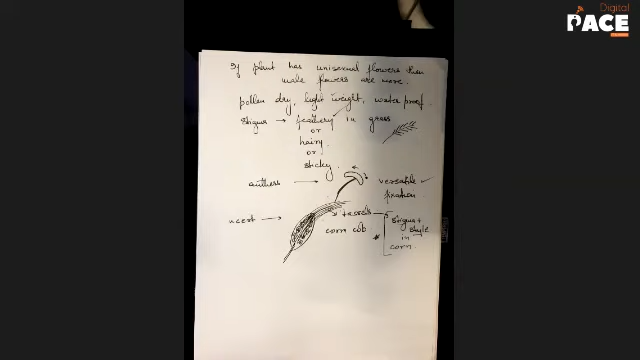 Digital
PACE
If plant has unisexual flowers then
male flowers are more.
pollen dry, light weight, water proof.
Stigma → feathery in grass
or
hairy
or
sticky.
anthers → versatile
fixation
ncert → tassels → stigma +
style
corn cob in
corn.